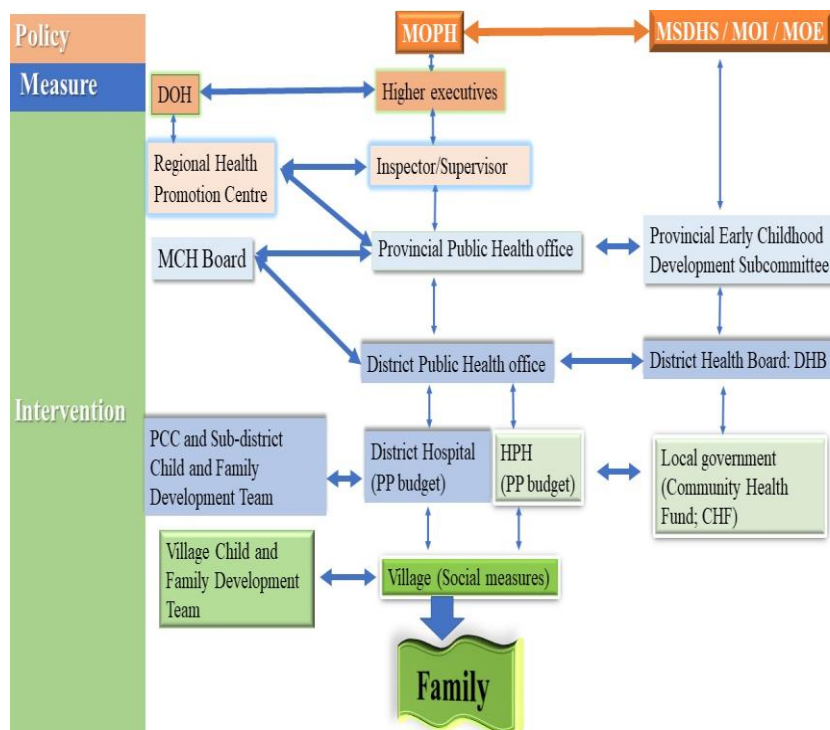 Policy
MOPH
MSDHS / MOI / MOE
Measure
DOH
Higher executives
Intervention
Regional Health
Promotion Centre
Inspector/Supervisor
MCH Board
Provincial Public Health office
Provincial Early Childhood
Development Subcommittee
District Public Health office
District Health Board: DHB
PCC and Sub-district
Child and Family
Development Team
District Hospital
(PP budget)
HPH
(PP budget)
Local government
(Community Health
Fund; CHF)
Village Child and
Family Development
Team
Village (Social measures)
Family